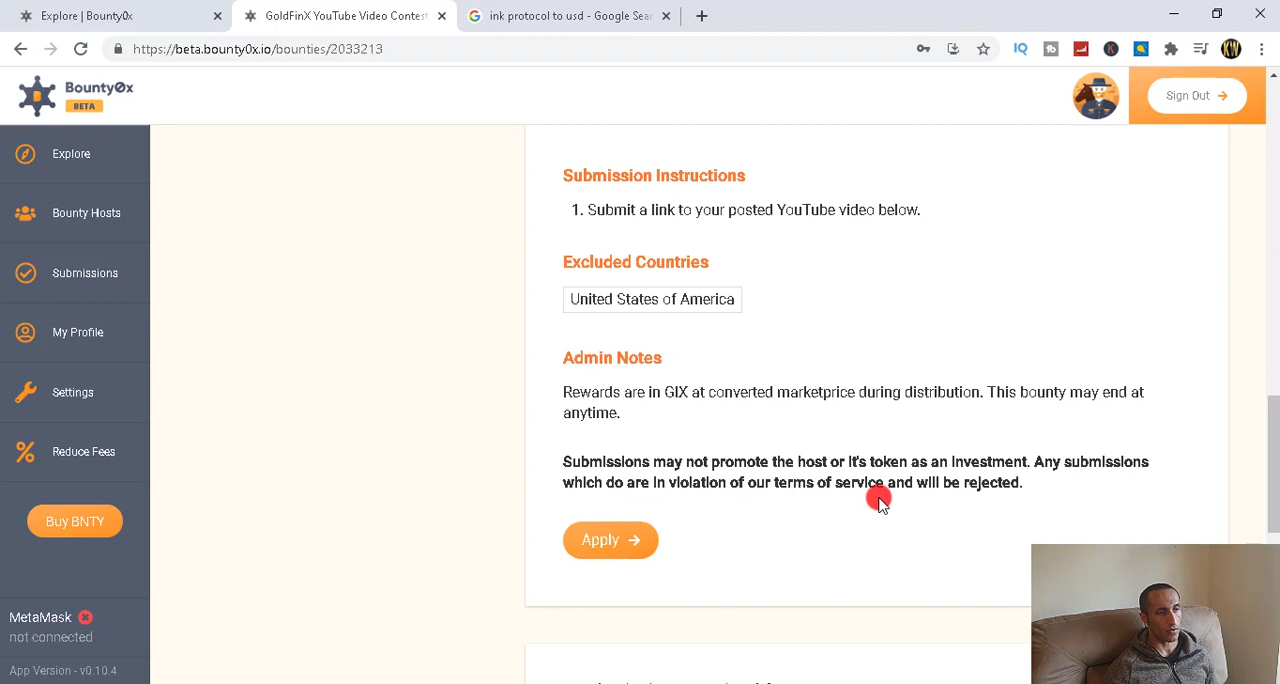 Explore | Bounty0x
GoldFinX YouTube Video Contest
ink protocol to usd - Google Sear
https://beta.bounty0x.io/bounties/2033213
IQ
K
KW
Bounty0x
BETA
Sign Out
Explore
Bounty Hosts
Submissions
My Profile
Settings
Reduce Fees
Buy BNTY
MetaMask
not connected
App Version - v0.10.4
Submission Instructions
1. Submit a link to your posted YouTube video below.
Excluded Countries
United States of America
Admin Notes
Rewards are in GIX at converted marketprice during distribution. This bounty may end at
anytime.
Submissions may not promote the host or it's token as an investment. Any submissions
which do are in violation of our terms of service and will be rejected.
Apply